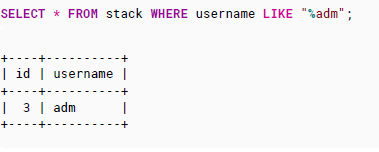 SELECT * FROM stack WHERE username LIKE "%adm";
+----+----------+
| id | username |
+----+----------+
|  3 | adm      |
+----+----------+